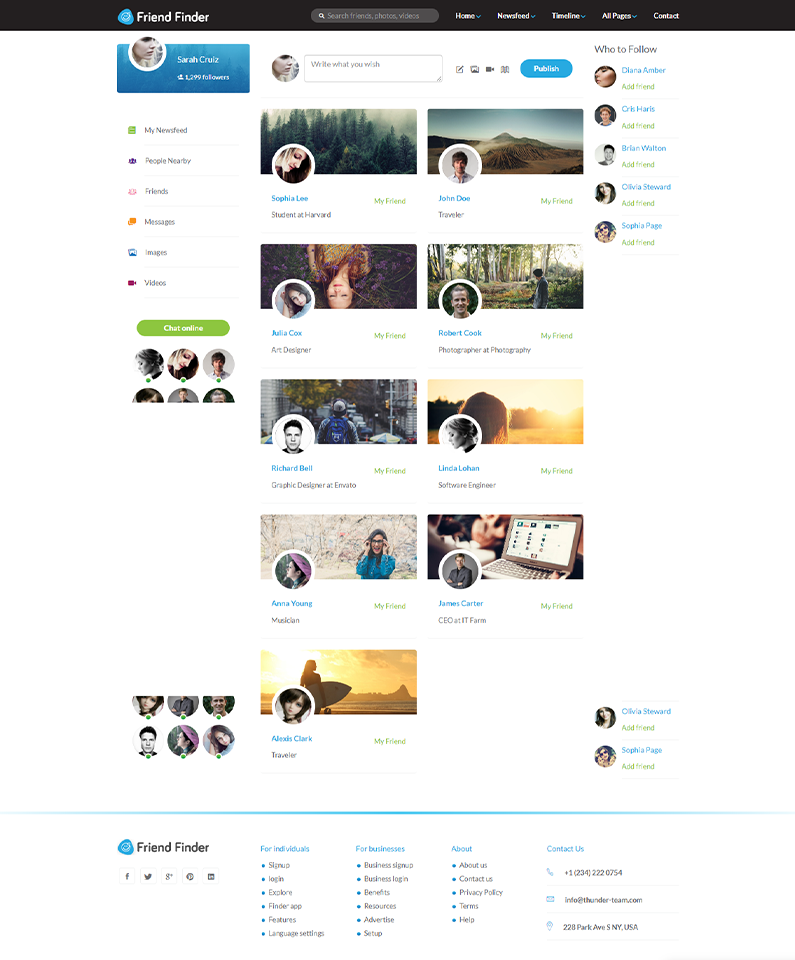 Friend Finder
Search friends, photos, videos
Home
Newsfeed
Timeline
All Pages
Contact
Sarah Cruiz
1,299 followers
My Newsfeed
People Nearby
Friends
Messages
Images
Videos
Chat online
Write what you wish
Publish
Sophia Lee
My Friend
Student at Harvard
John Doe
My Friend
Traveler
Julia Cox
My Friend
Art Designer
Robert Cook
My Friend
Photographer at Photography
Richard Bell
My Friend
Graphic Designer at Envato
Linda Lohan
My Friend
Software Engineer
Anna Young
My Friend
Musician
James Carter
My Friend
CEO at IT Farm
Alexis Clark
My Friend
Traveler
Who to Follow
Diana Amber
Add friend
Cris Haris
Add friend
Brian Walton
Add friend
Olivia Steward
Add friend
Sophia Page
Add friend
Olivia Steward
Add friend
Sophia Page
Add friend
Friend Finder
For individuals
Signup
login
Explore
Finder app
Features
Language settings
For businesses
Business signup
Business login
Benefits
Resources
Advertise
Setup
About
About us
Contact us
Privacy Policy
Terms
Help
Contact Us
+1 (234) 222 0754
info@thunder-team.com
228 Park Ave S NY, USA